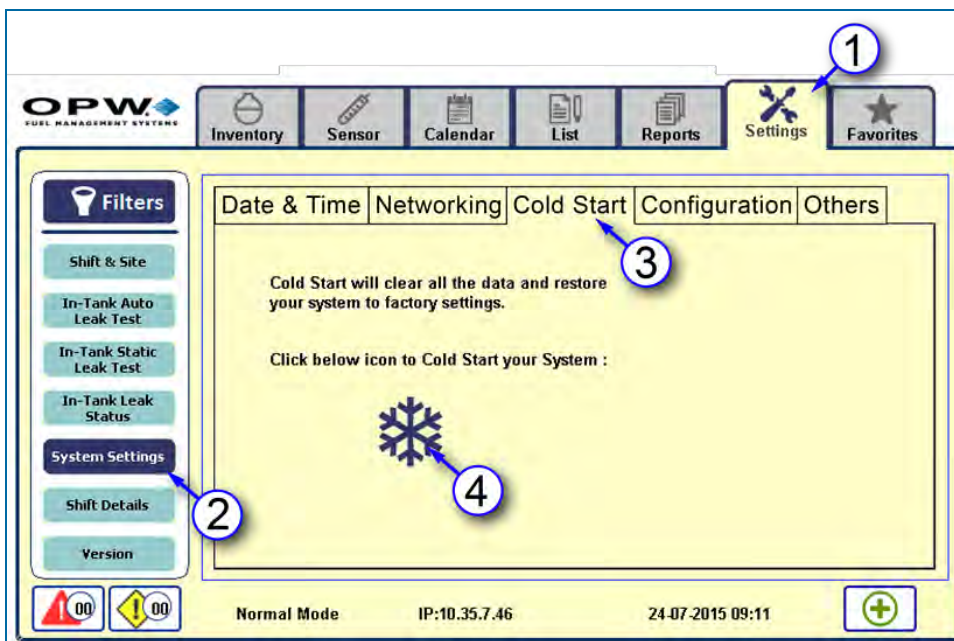 1
OPW
FUEL MANAGEMENT SYSTEMS
Inventory Sensor Calendar List Reports Settings Favorites
Filters
Date & Time Networking Cold Start Configuration Others
3
Shift & Site
In-Tank Auto
Leak Test
In-Tank Static
Leak Test
In-Tank Leak
Status
System Settings
2
Shift Details
Version
Cold Start will clear all the data and restore
your system to factory settings.
Click below icon to Cold Start your System :
4
00 00 Normal Mode IP:10.35.7.46 24-07-2015 09:11